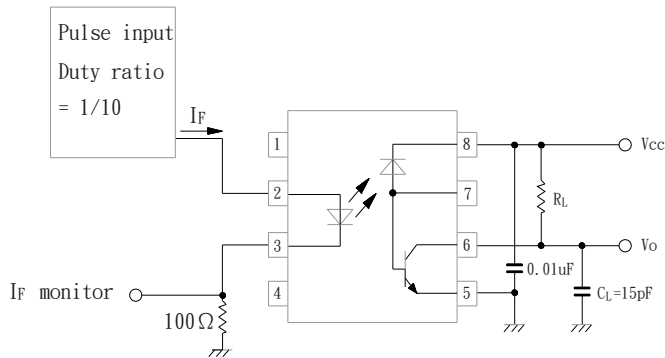 Pulse input
Duty ratio
= 1/10
IF
1
8
Vcc
2
7
RL
3
6
Vo
IF monitor
4
5
0.01uF
CL=15pF
100Ω